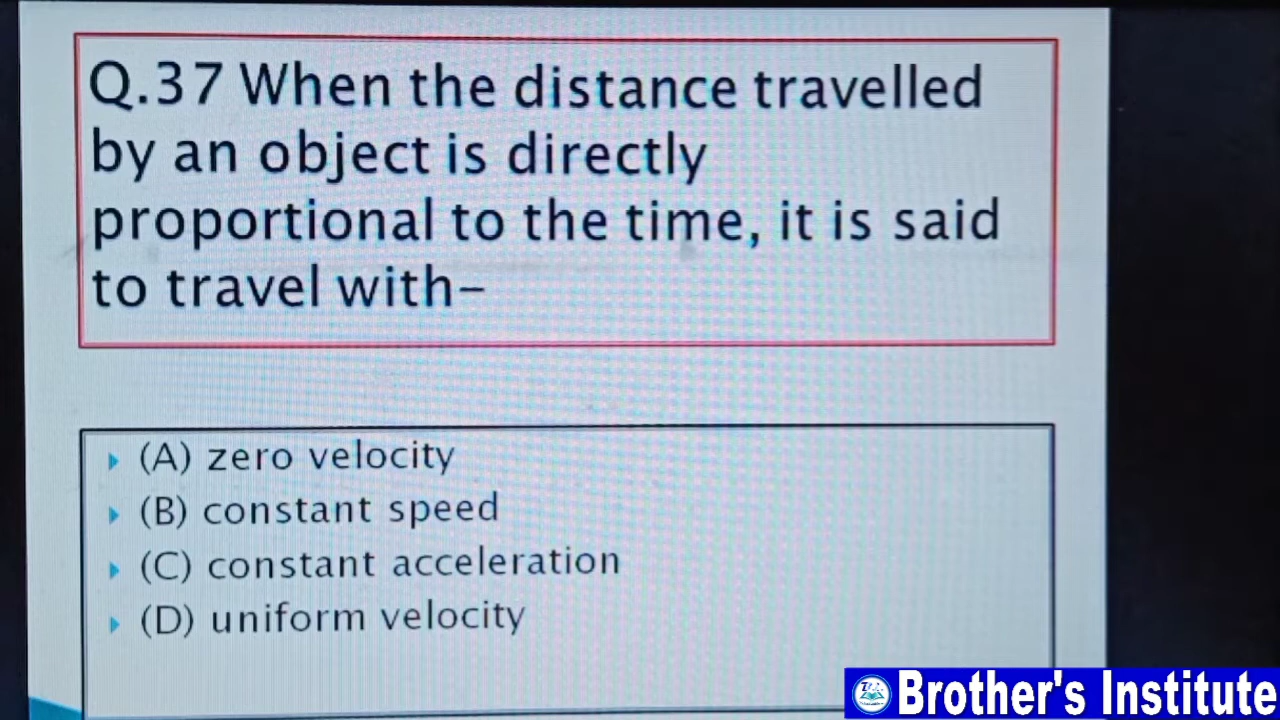 Q.37 When the distance travelled
by an object is directly
proportional to the time, it is said
to travel with–
(A) zero velocity
(B) constant speed
(C) constant acceleration
(D) uniform velocity
Brother's Institute